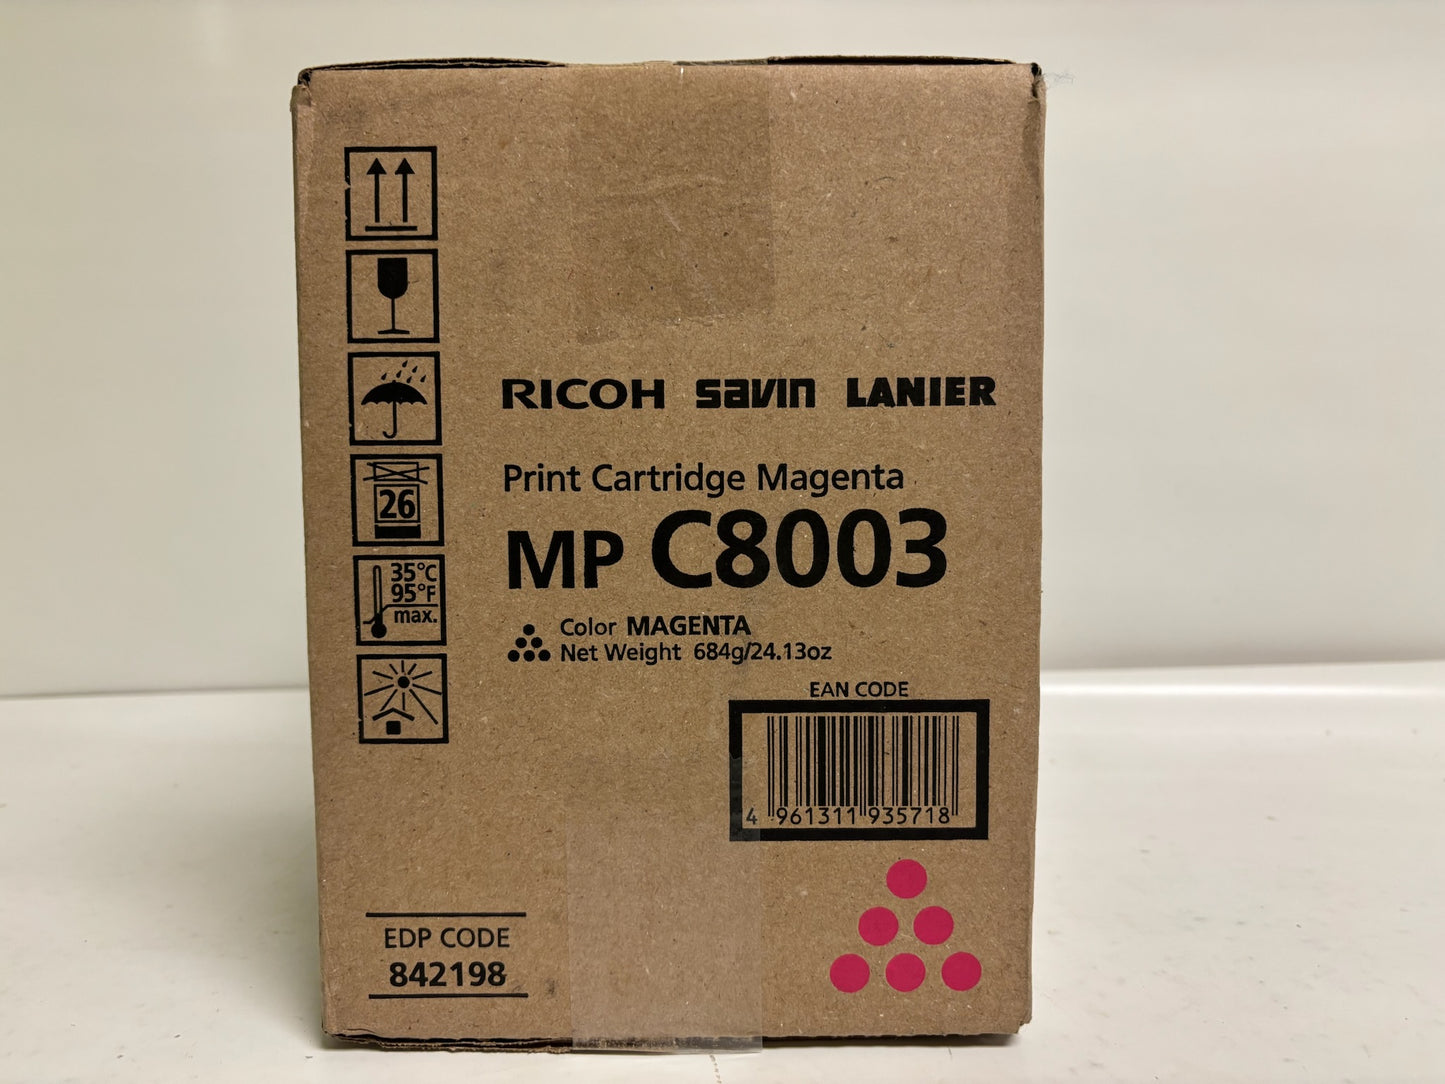 26
35°C
95°F
max.
RICOH savin LANIER
Print Cartridge Magenta
MP C8003
Color MAGENTA
Net Weight 684g/24.13oz
EAN CODE
4 961311 935718
EDP CODE
842198